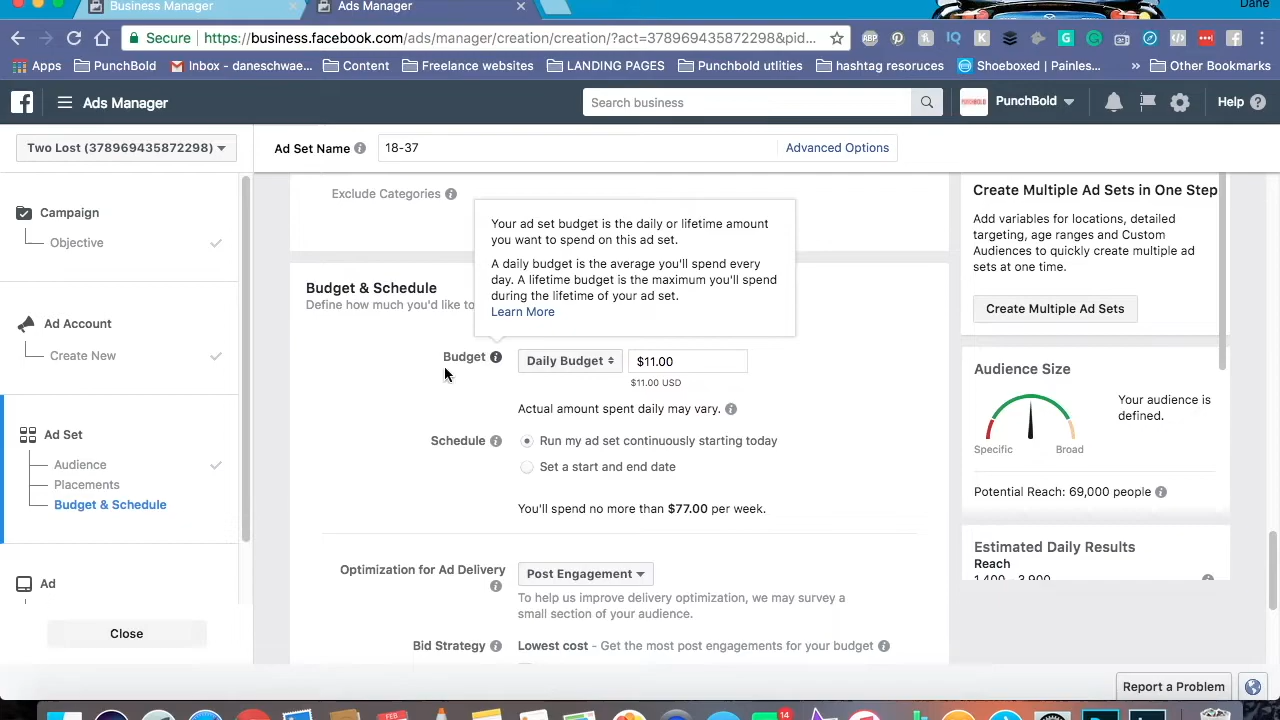 Business Manager
Ads Manager
Dane
Secure https://business.facebook.com/ads/manager/creation/creation/?act=378969435872298&pid...
Apps PunchBold Inbox - daneschwae... Content Freelance websites LANDING PAGES Punchbold utlities hashtag resoruces Shoeboxed | Painles... » Other Bookmarks
Ads Manager
Search business
PunchBold
Help ?
Two Lost (378969435872298)
Ad Set Name
18-37
Advanced Options
Campaign
Objective
Ad Account
Create New
Ad Set
Audience
Placements
Budget & Schedule
Ad
Close
Exclude Categories
Your ad set budget is the daily or lifetime amount
you want to spend on this ad set.
A daily budget is the average you'll spend every
day. A lifetime budget is the maximum you'll spend
during the lifetime of your ad set.
Learn More
Budget & Schedule
Define how much you'd like to
Budget
Daily Budget
$11.00
$11.00 USD
Actual amount spent daily may vary.
Schedule
Run my ad set continuously starting today
Set a start and end date
You'll spend no more than $77.00 per week.
Optimization for Ad Delivery
Post Engagement
To help us improve delivery optimization, we may survey a
small section of your audience.
Bid Strategy
Lowest cost - Get the most post engagements for your budget
Create Multiple Ad Sets in One Step
Add variables for locations, detailed
targeting, age ranges and Custom
Audiences to quickly create multiple ad
sets at one time.
Create Multiple Ad Sets
Audience Size
Your audience is
defined.
Specific
Broad
Potential Reach: 69,000 people
Estimated Daily Results
Reach
1,400 - 3,900
Report a Problem
FEB
14